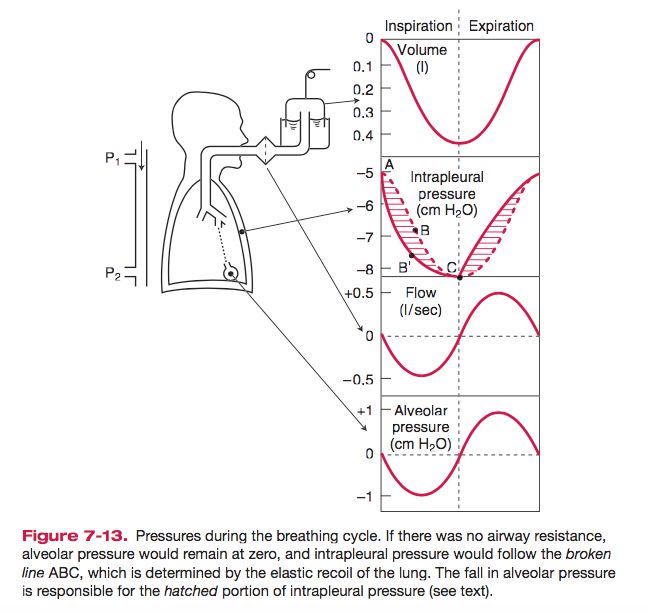 Inspiration Expiration
0
Volume
(l)
0.1
0.2
0.3
0.4
P1
P2
−5
A
Intrapleural
pressure
(cm H2O)
−6
B
−7
B'
−8
C
+0.5
Flow
(l/sec)
0
−0.5
+1
Alveolar
pressure
(cm H2O)
0
−1
Figure 7-13. Pressures during the breathing cycle. If there was no airway resistance,
alveolar pressure would remain at zero, and intrapleural pressure would follow the broken
line ABC, which is determined by the elastic recoil of the lung. The fall in alveolar pressure
is responsible for the hatched portion of intrapleural pressure (see text).